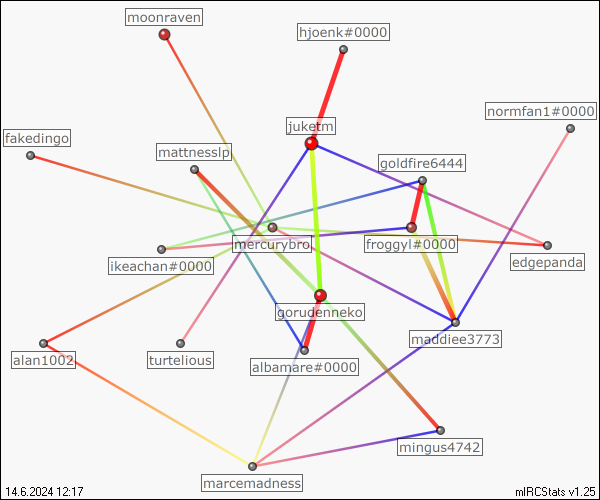 moonraven
hjoenk#0000
normfan1#0000
juketm
fakedingo
mattnesslp
goldfire6444
mercurybro
froggyl#0000
ikeachan#0000
edgepanda
gorudenneko
maddiee3773
alan1002
turtelious
albamare#0000
mingus4742
marcemadness
14.6.2024 12:17
mIRCStats v1.25